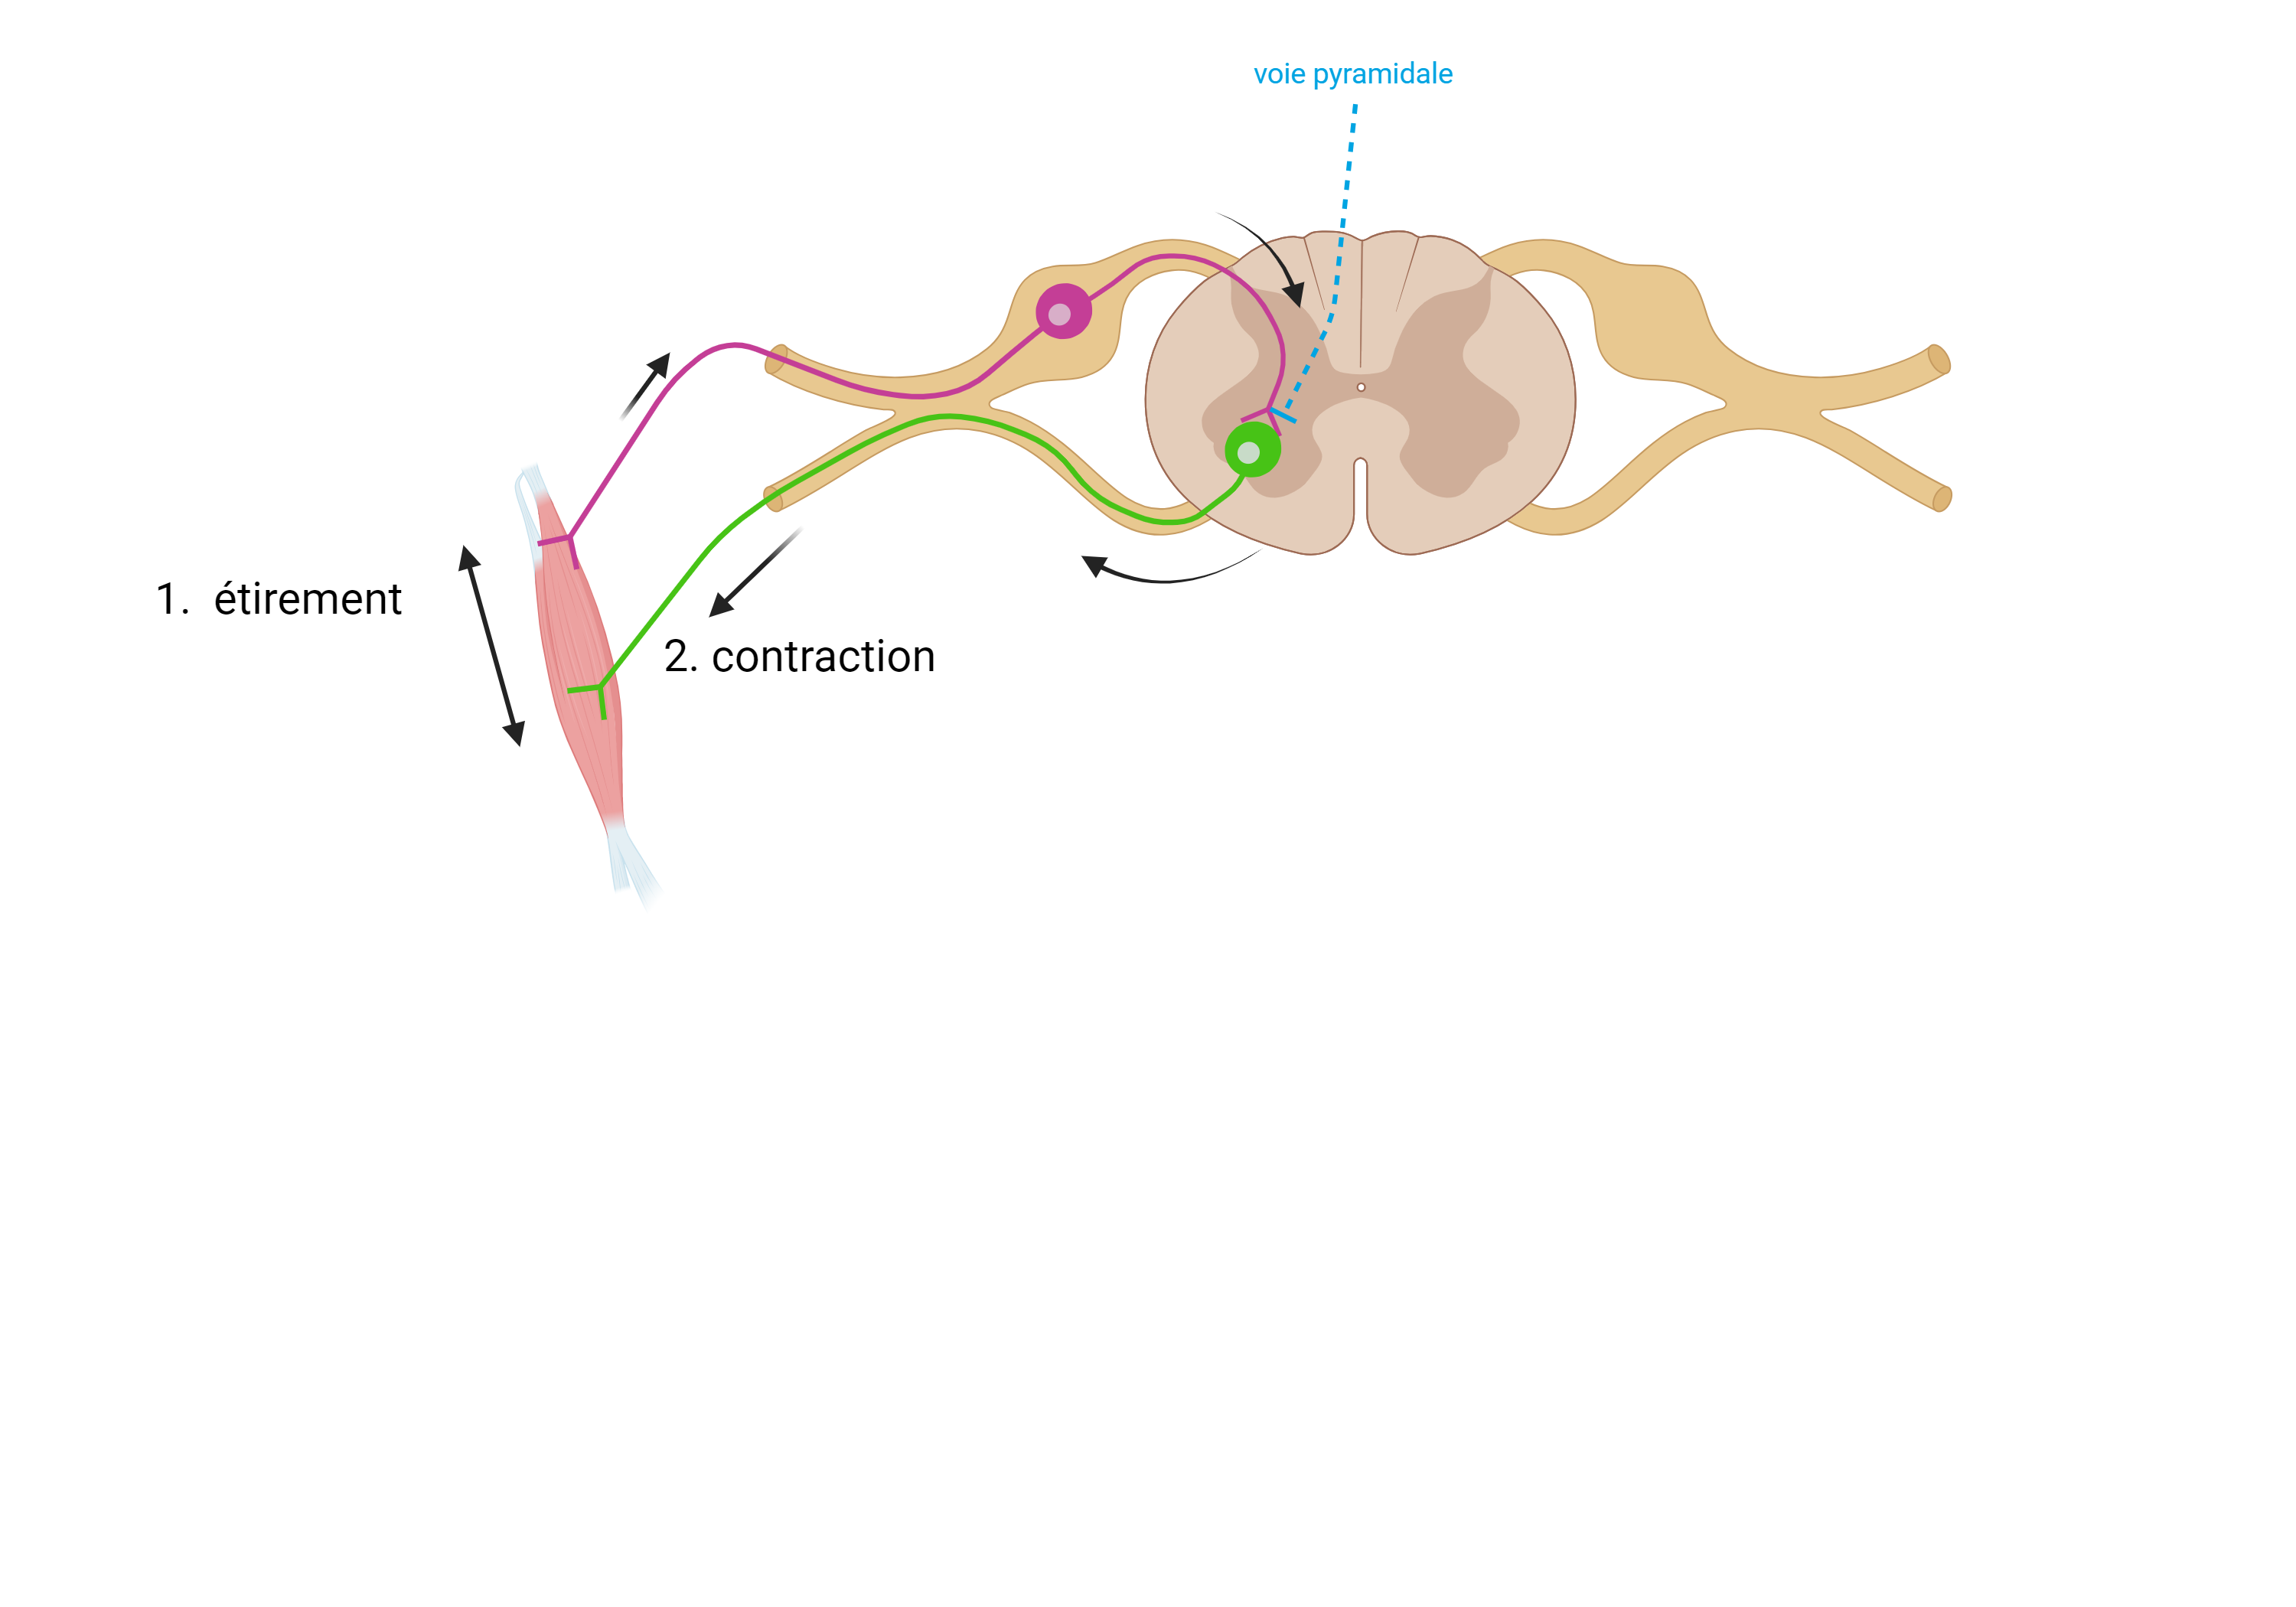 voie pyramidale
1. étirement
2. contraction